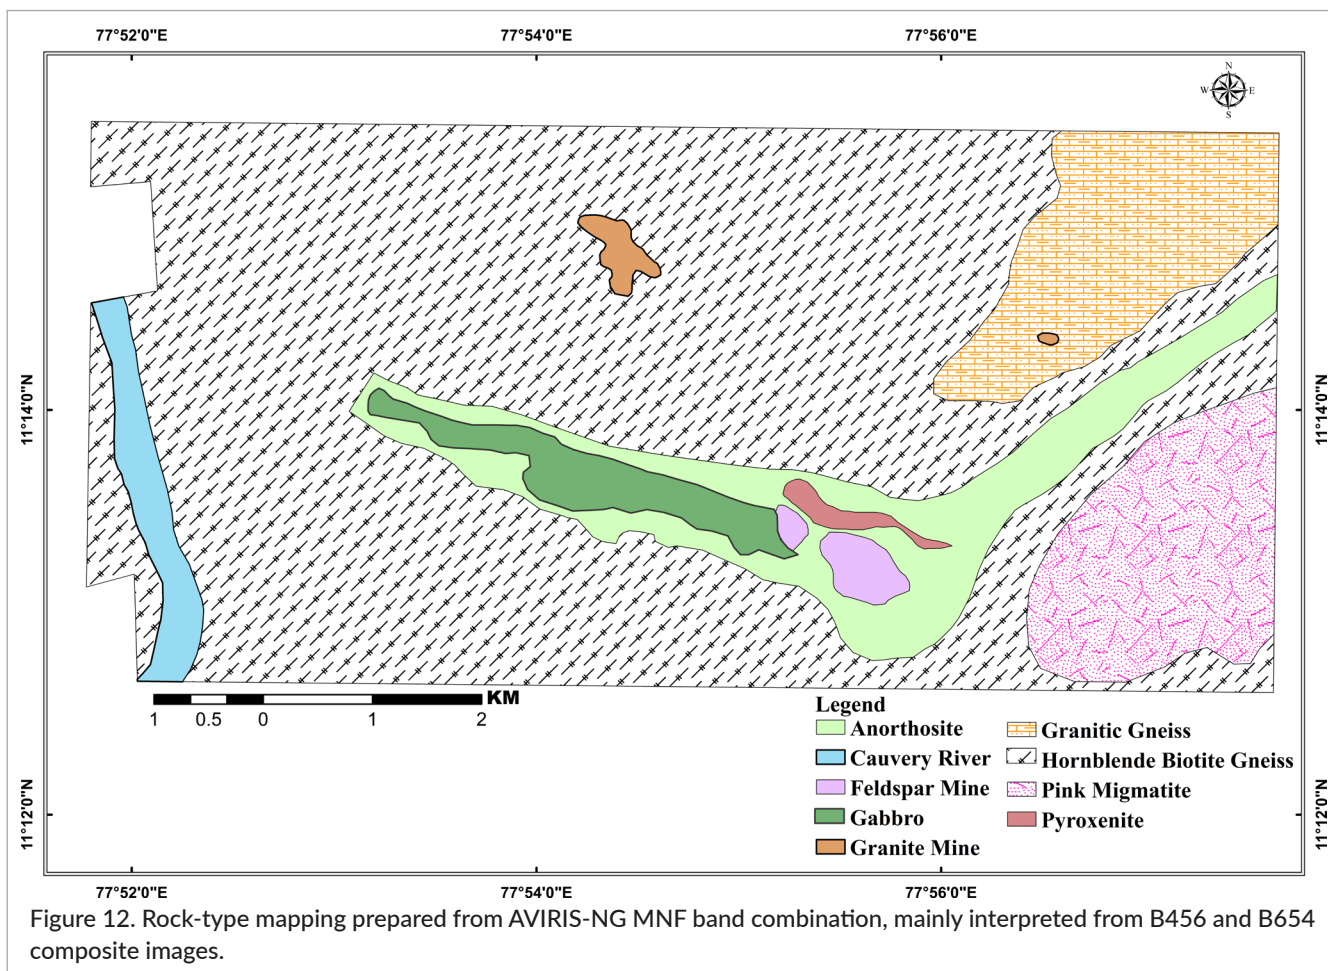 77°52'0"E 77°54'0"E 77°56'0"E
N
W E
S
11°14'0"N 11°14'0"N
KM
1 0.5 0 1 2
Legend
Anorthosite Granitic Gneiss
Cauvery River Hornblende Biotite Gneiss
Feldspar Mine Pink Migmatite
Gabbro Pyroxenite
Granite Mine
11°12'0"N 11°12'0"N
77°52'0"E 77°54'0"E 77°56'0"E
Figure 12. Rock-type mapping prepared from AVIRIS-NG MNF band combination, mainly interpreted from B456 and B654
composite images.